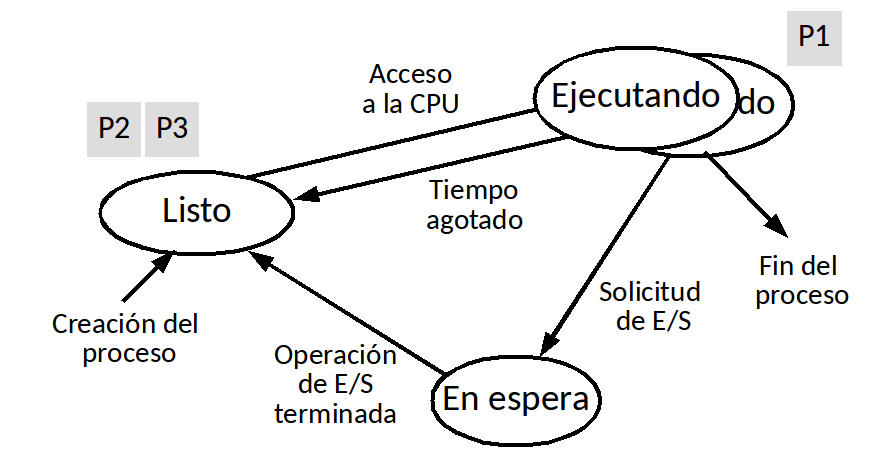 P1
Acceso
a la CPU
Ejecutando
do
P2 P3
Tiempo
agotado
Listo
Fin del
proceso
Solicitud
de E/S
Creación del
proceso
Operación
de E/S
terminada
En espera